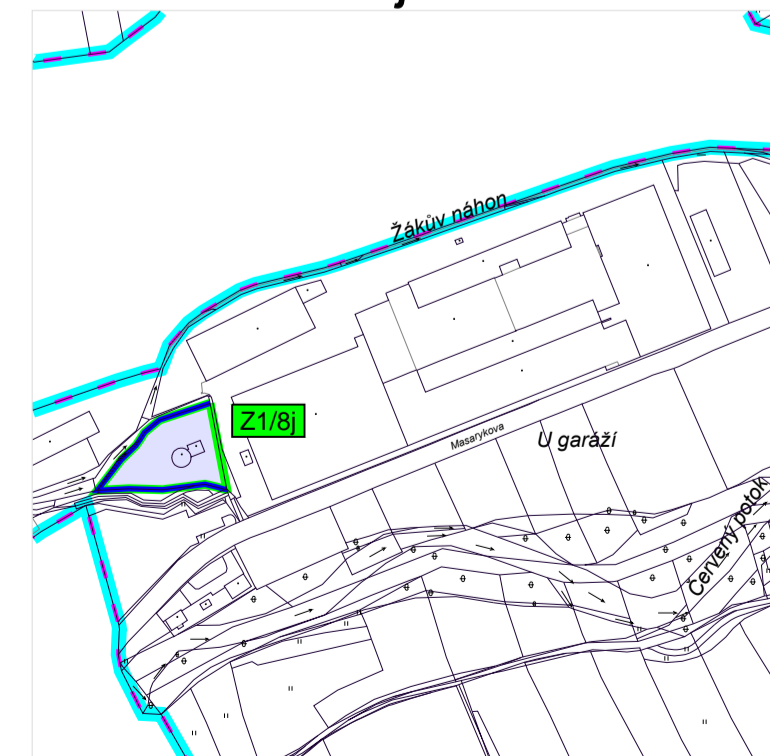 Žákův náhon
Z1/8j
Masarykova
U garáží
Červený potok